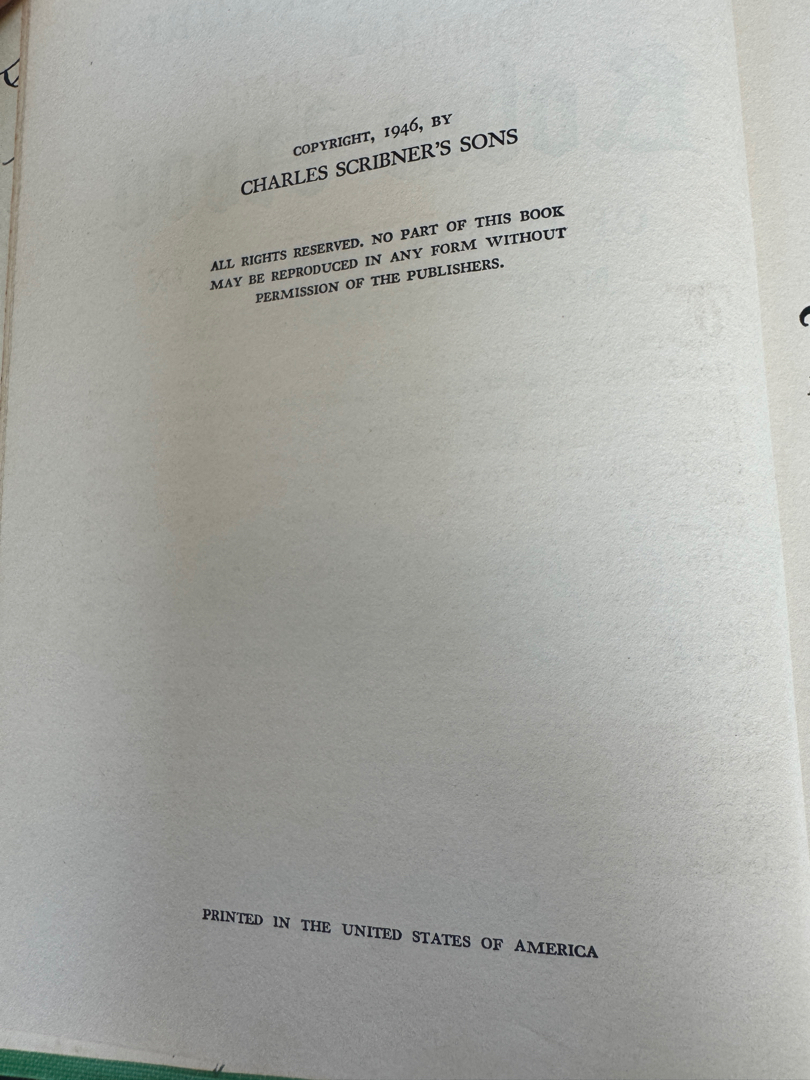 COPYRIGHT, 1946, BY
CHARLES SCRIBNER'S SONS
ALL RIGHTS RESERVED. NO PART OF THIS BOOK
MAY BE REPRODUCED IN ANY FORM WITHOUT
PERMISSION OF THE PUBLISHERS.
PRINTED IN THE UNITED STATES OF AMERICA